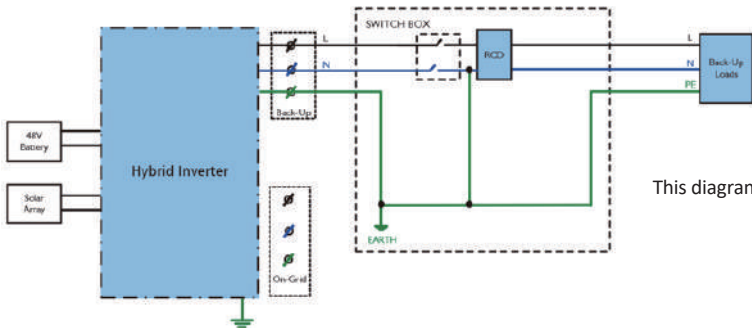 SWITCH BOX
L
N
Back-Up
RCD
L
N
PE
Back-Up
Loads
48V
Battery
Hybrid Inverter
Solar
Array
This diagram
EARTH
On-Grid